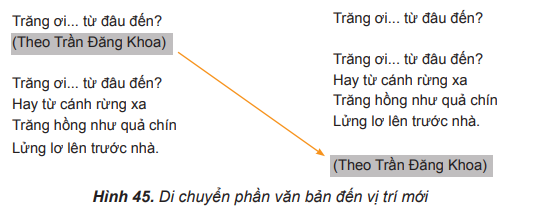 Trăng ơi... từ đâu đến?
(Theo Trần Đăng Khoa)
Trăng ơi... từ đâu đến?
Hay từ cánh rừng xa
Trăng hồng như quả chín
Lửng lơ lên trước nhà.
Trăng ơi... từ đâu đến?
Trăng ơi... từ đâu đến?
Hay từ cánh rừng xa
Trăng hồng như quả chín
Lửng lơ lên trước nhà.
(Theo Trần Đăng Khoa)
Hình 45. Di chuyển phần văn bản đến vị trí mới